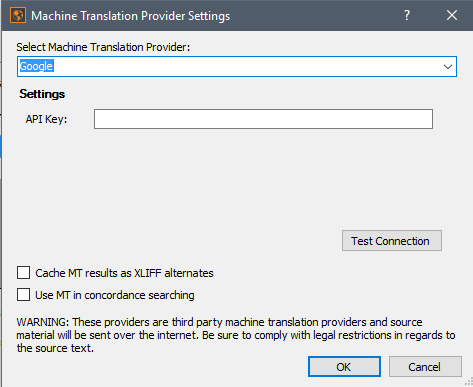 Machine Translation Provider Settings
Select Machine Translation Provider:
Google
Settings
API Key:
Test Connection
Cache MT results as XLIFF alternates
Use MT in concordance searching
WARNING: These providers are third party machine translation providers and source
material will be sent over the internet. Be sure to comply with legal restrictions in regards to
the source text.
OK
Cancel